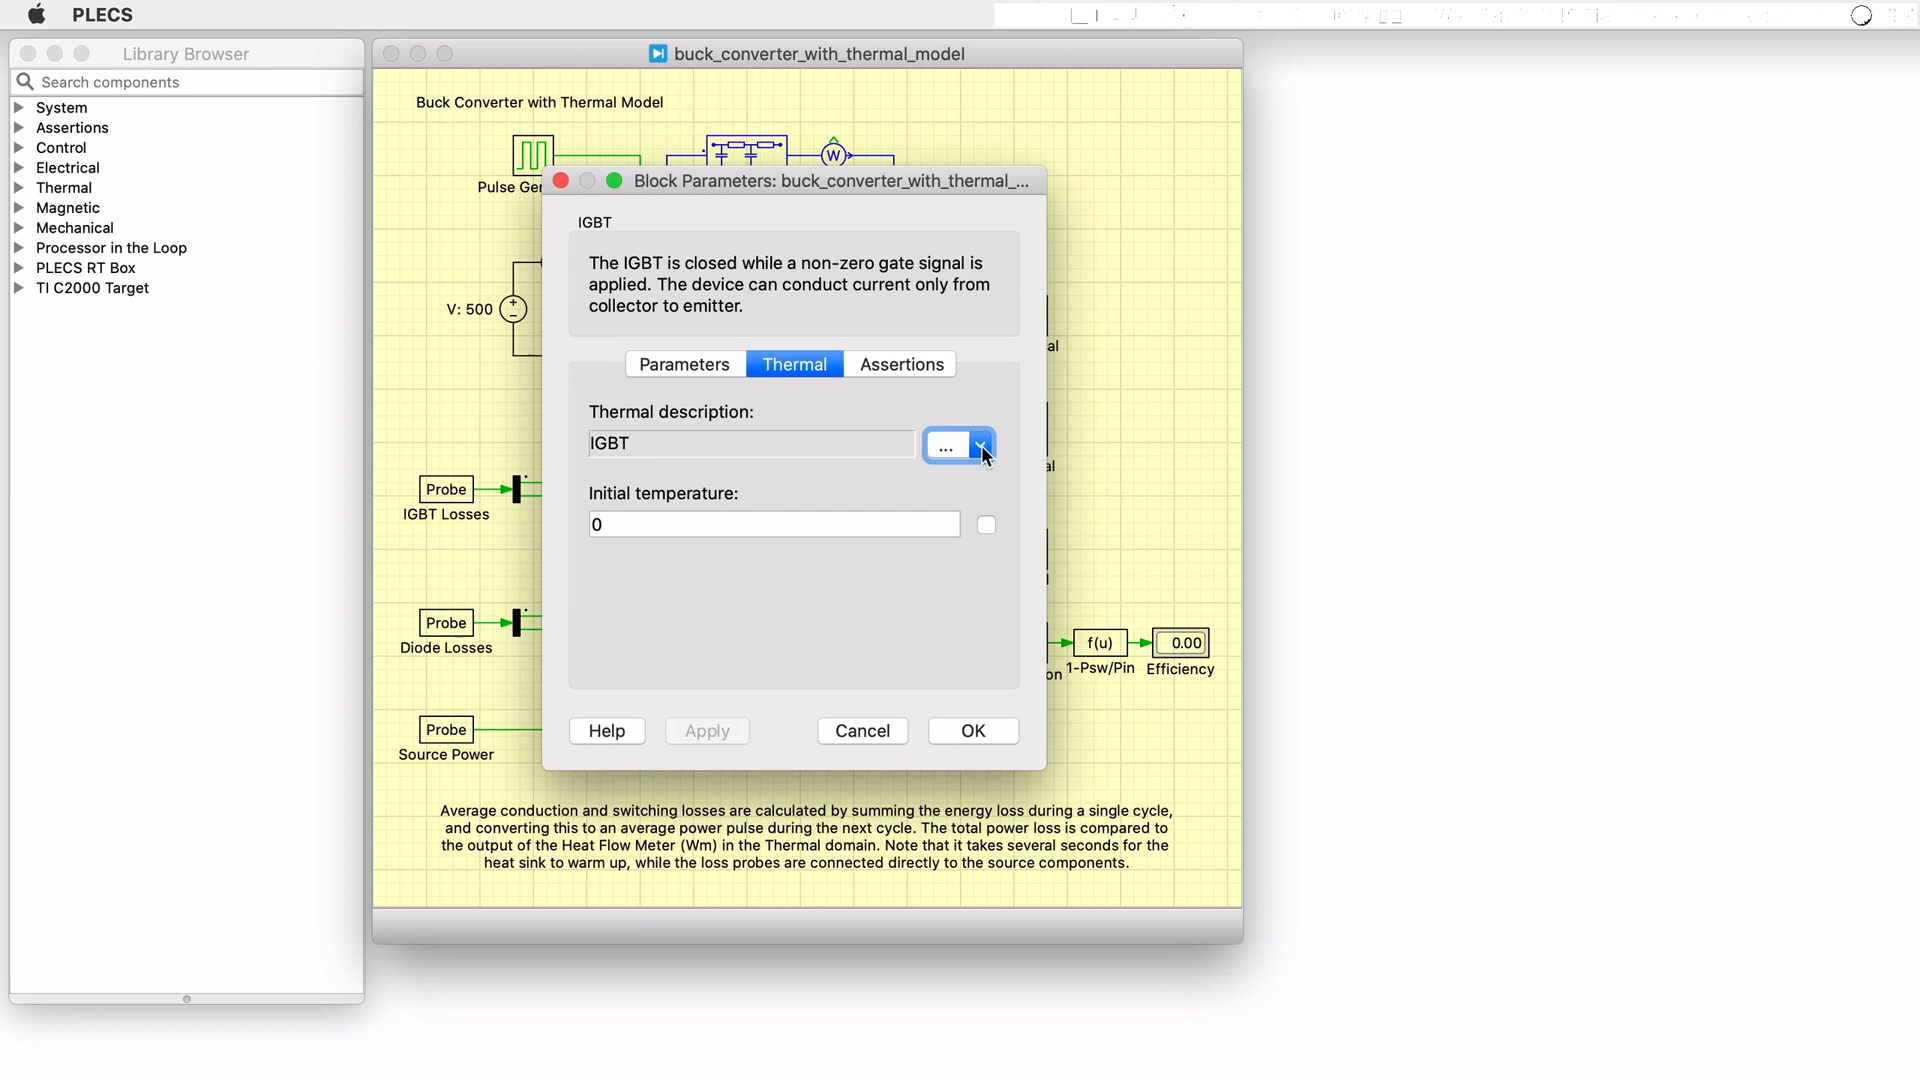 PLECS
Library Browser
buck_converter_with_thermal_model
Search components
System
Assertions
Control
Electrical
Thermal
Magnetic
Mechanical
Processor in the Loop
PLECS RT Box
TI C2000 Target
Buck Converter with Thermal Model
W
Pulse Ger
V: 500
Block Parameters: buck_converter_with_thermal_...
IGBT
The IGBT is closed while a non-zero gate signal is
applied. The device can conduct current only from
collector to emitter.
Parameters
Thermal
Assertions
Thermal description:
IGBT
...
Initial temperature:
0
Help
Apply
Cancel
OK
al
al
Probe
IGBT Losses
Probe
Diode Losses
Probe
Source Power
on
f(u)
1-Psw/Pin
0.00
Efficiency
Average conduction and switching losses are calculated by summing the energy loss during a single cycle,
and converting this to an average power pulse during the next cycle. The total power loss is compared to
the output of the Heat Flow Meter (Wm) in the Thermal domain. Note that it takes several seconds for the
heat sink to warm up, while the loss probes are connected directly to the source components.